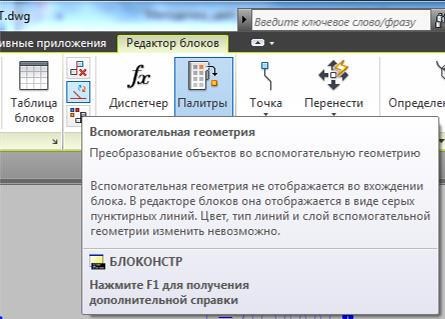 T.dwg
Введите ключевое слово/фразу
ивные приложения
Редактор блоков
Таблица блоков
fx
Диспетчер
Палитры
Точка
Перенести
Определен
Вспомогательная геометрия
Преобразование объектов во вспомогательную геометрию
Вспомогательная геометрия не отображается во вхождении
блока. В редакторе блоков она отображается в виде серых
пунктирных линий. Цвет, тип линий и слой вспомогательной
геометрии изменить невозможно.
БЛОКОНСТР
Нажмите F1 для получения
дополнительной справки